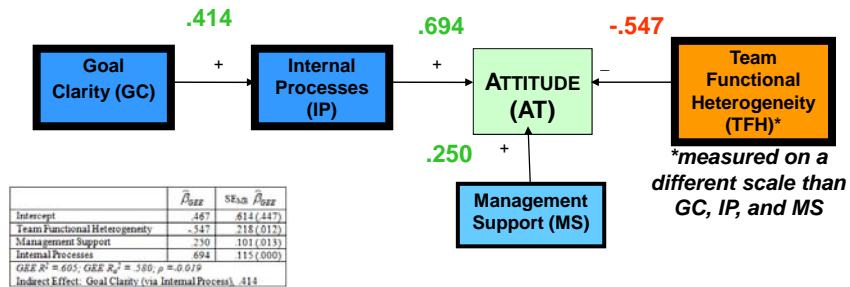 .414
.694
-.547
Goal
Clarity (GC)
+
Internal
Processes
(IP)
+
ATTITUDE
(AT)
–
Team
Functional
Heterogeneity
(TFH)*
.250
+
Management
Support (MS)
*measured on a
different scale than
GC, IP, and MS
β̂GEE SE β̂GEE
Intercept .467 .614 (.447)
Team Functional Heterogeneity -.547 .218 (.012)
Management Support .250 .101 (.013)
Internal Processes .694 .115 (.000)
GEE R² = .605; GEE Ra² = .580; ρ = -0.019
Indirect Effect: Goal Clarity (via Internal Process), .414